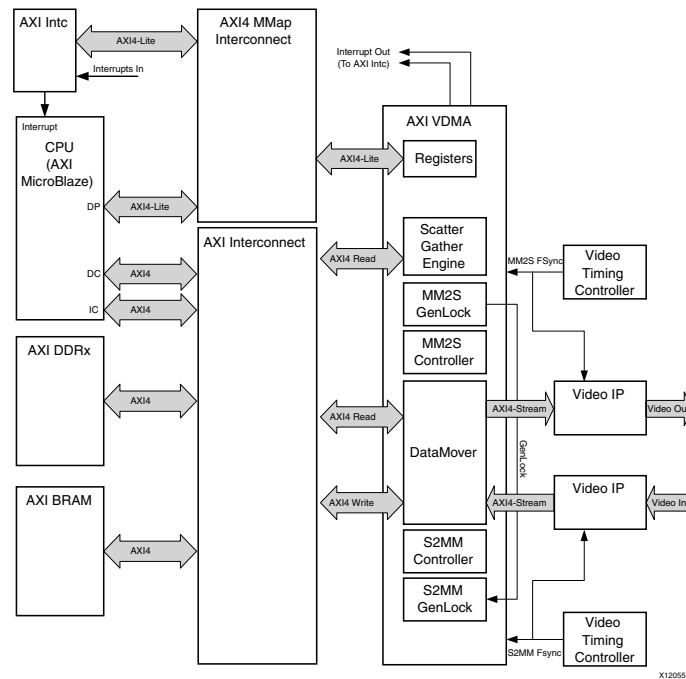 AXI Intc
AXI4-Lite
Interrupts In
AXI4 MMap
Interconnect
Interrupt Out
(To AXI Intc)
Interrupt
CPU
(AXI
MicroBlaze)
DP
AXI4-Lite
DC
AXI4
IC
AXI4
AXI DDRx
AXI4
AXI BRAM
AXI4
AXI Interconnect
AXI VDMA
AXI4-Lite
Registers
AXI4 Read
Scatter
Gather
Engine
MM2S
GenLock
MM2S
Controller
AXI4 Read
DataMover
AXI4 Write
S2MM
Controller
S2MM
GenLock
GenLock
MM2S FSync
Video
Timing
Controller
AXI4-Stream
Video IP
Video Ou
AXI4-Stream
Video IP
Video In
S2MM Fsync
Video
Timing
Controller
X12055